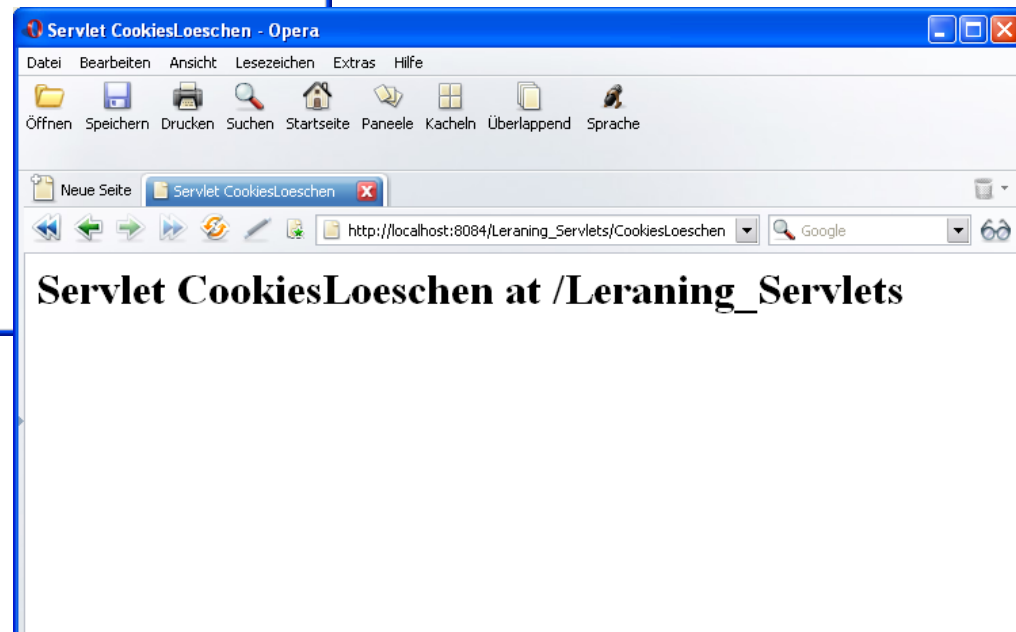 Servlet CookiesLoeschen - Opera
Datei Bearbeiten Ansicht Lesezeichen Extras Hilfe
Öffnen Speichern Drucken Suchen Startseite Paneele Kacheln Überlappend Sprache
Neue Seite Servlet CookiesLoeschen
http://localhost:8084/Leraning_Servlets/CookiesLoeschen Google
Servlet CookiesLoeschen at /Leraning_Servlets